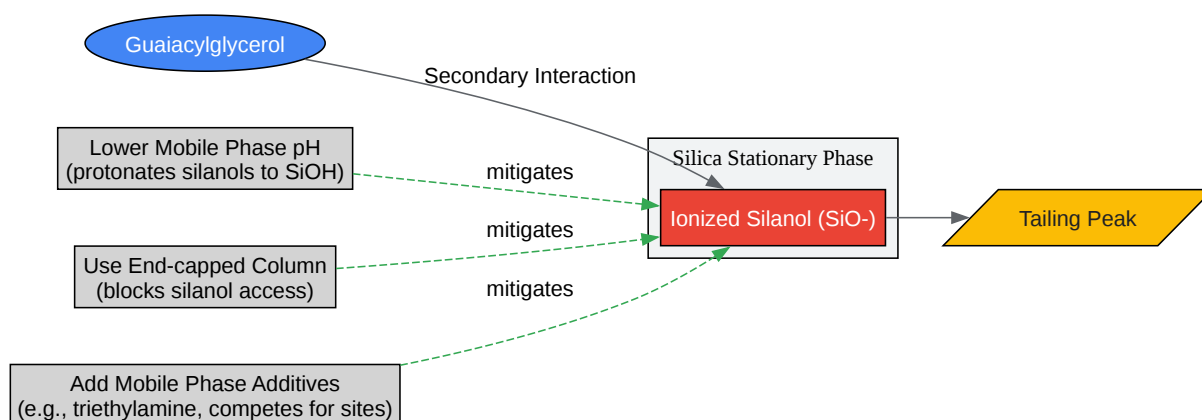 Guaiacylglycerol
Secondary Interaction
Lower Mobile Phase pH
(protonates silanols to SiOH)
mitigates
Silica Stationary Phase
Ionized Silanol (SiO-)
Tailing Peak
mitigates
Use End-capped Column
(blocks silanol access)
mitigates
Add Mobile Phase Additives
(e.g., triethylamine, competes for sites)